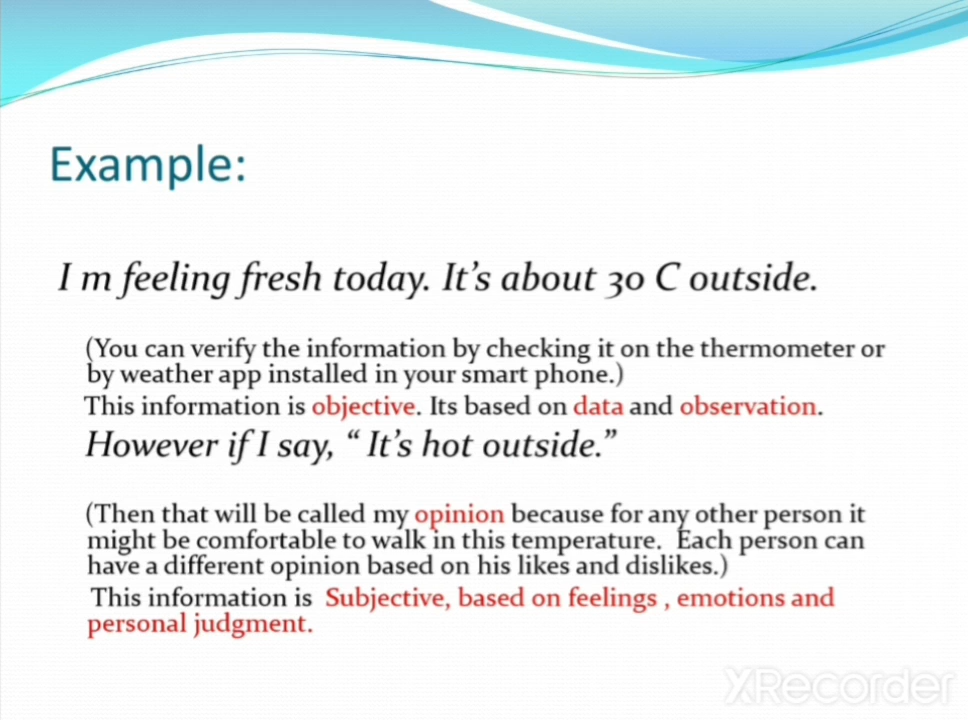 Example:
I m feeling fresh today. It's about 30 C outside.
(You can verify the information by checking it on the thermometer or
by weather app installed in your smart phone.)
This information is objective. Its based on data and observation.
However if I say, “ It's hot outside.”
(Then that will be called my opinion because for any other person it
might be comfortable to walk in this temperature.  Each person can
have a different opinion based on his likes and dislikes.)
This information is  Subjective, based on feelings , emotions and
personal judgment.
XRecorder